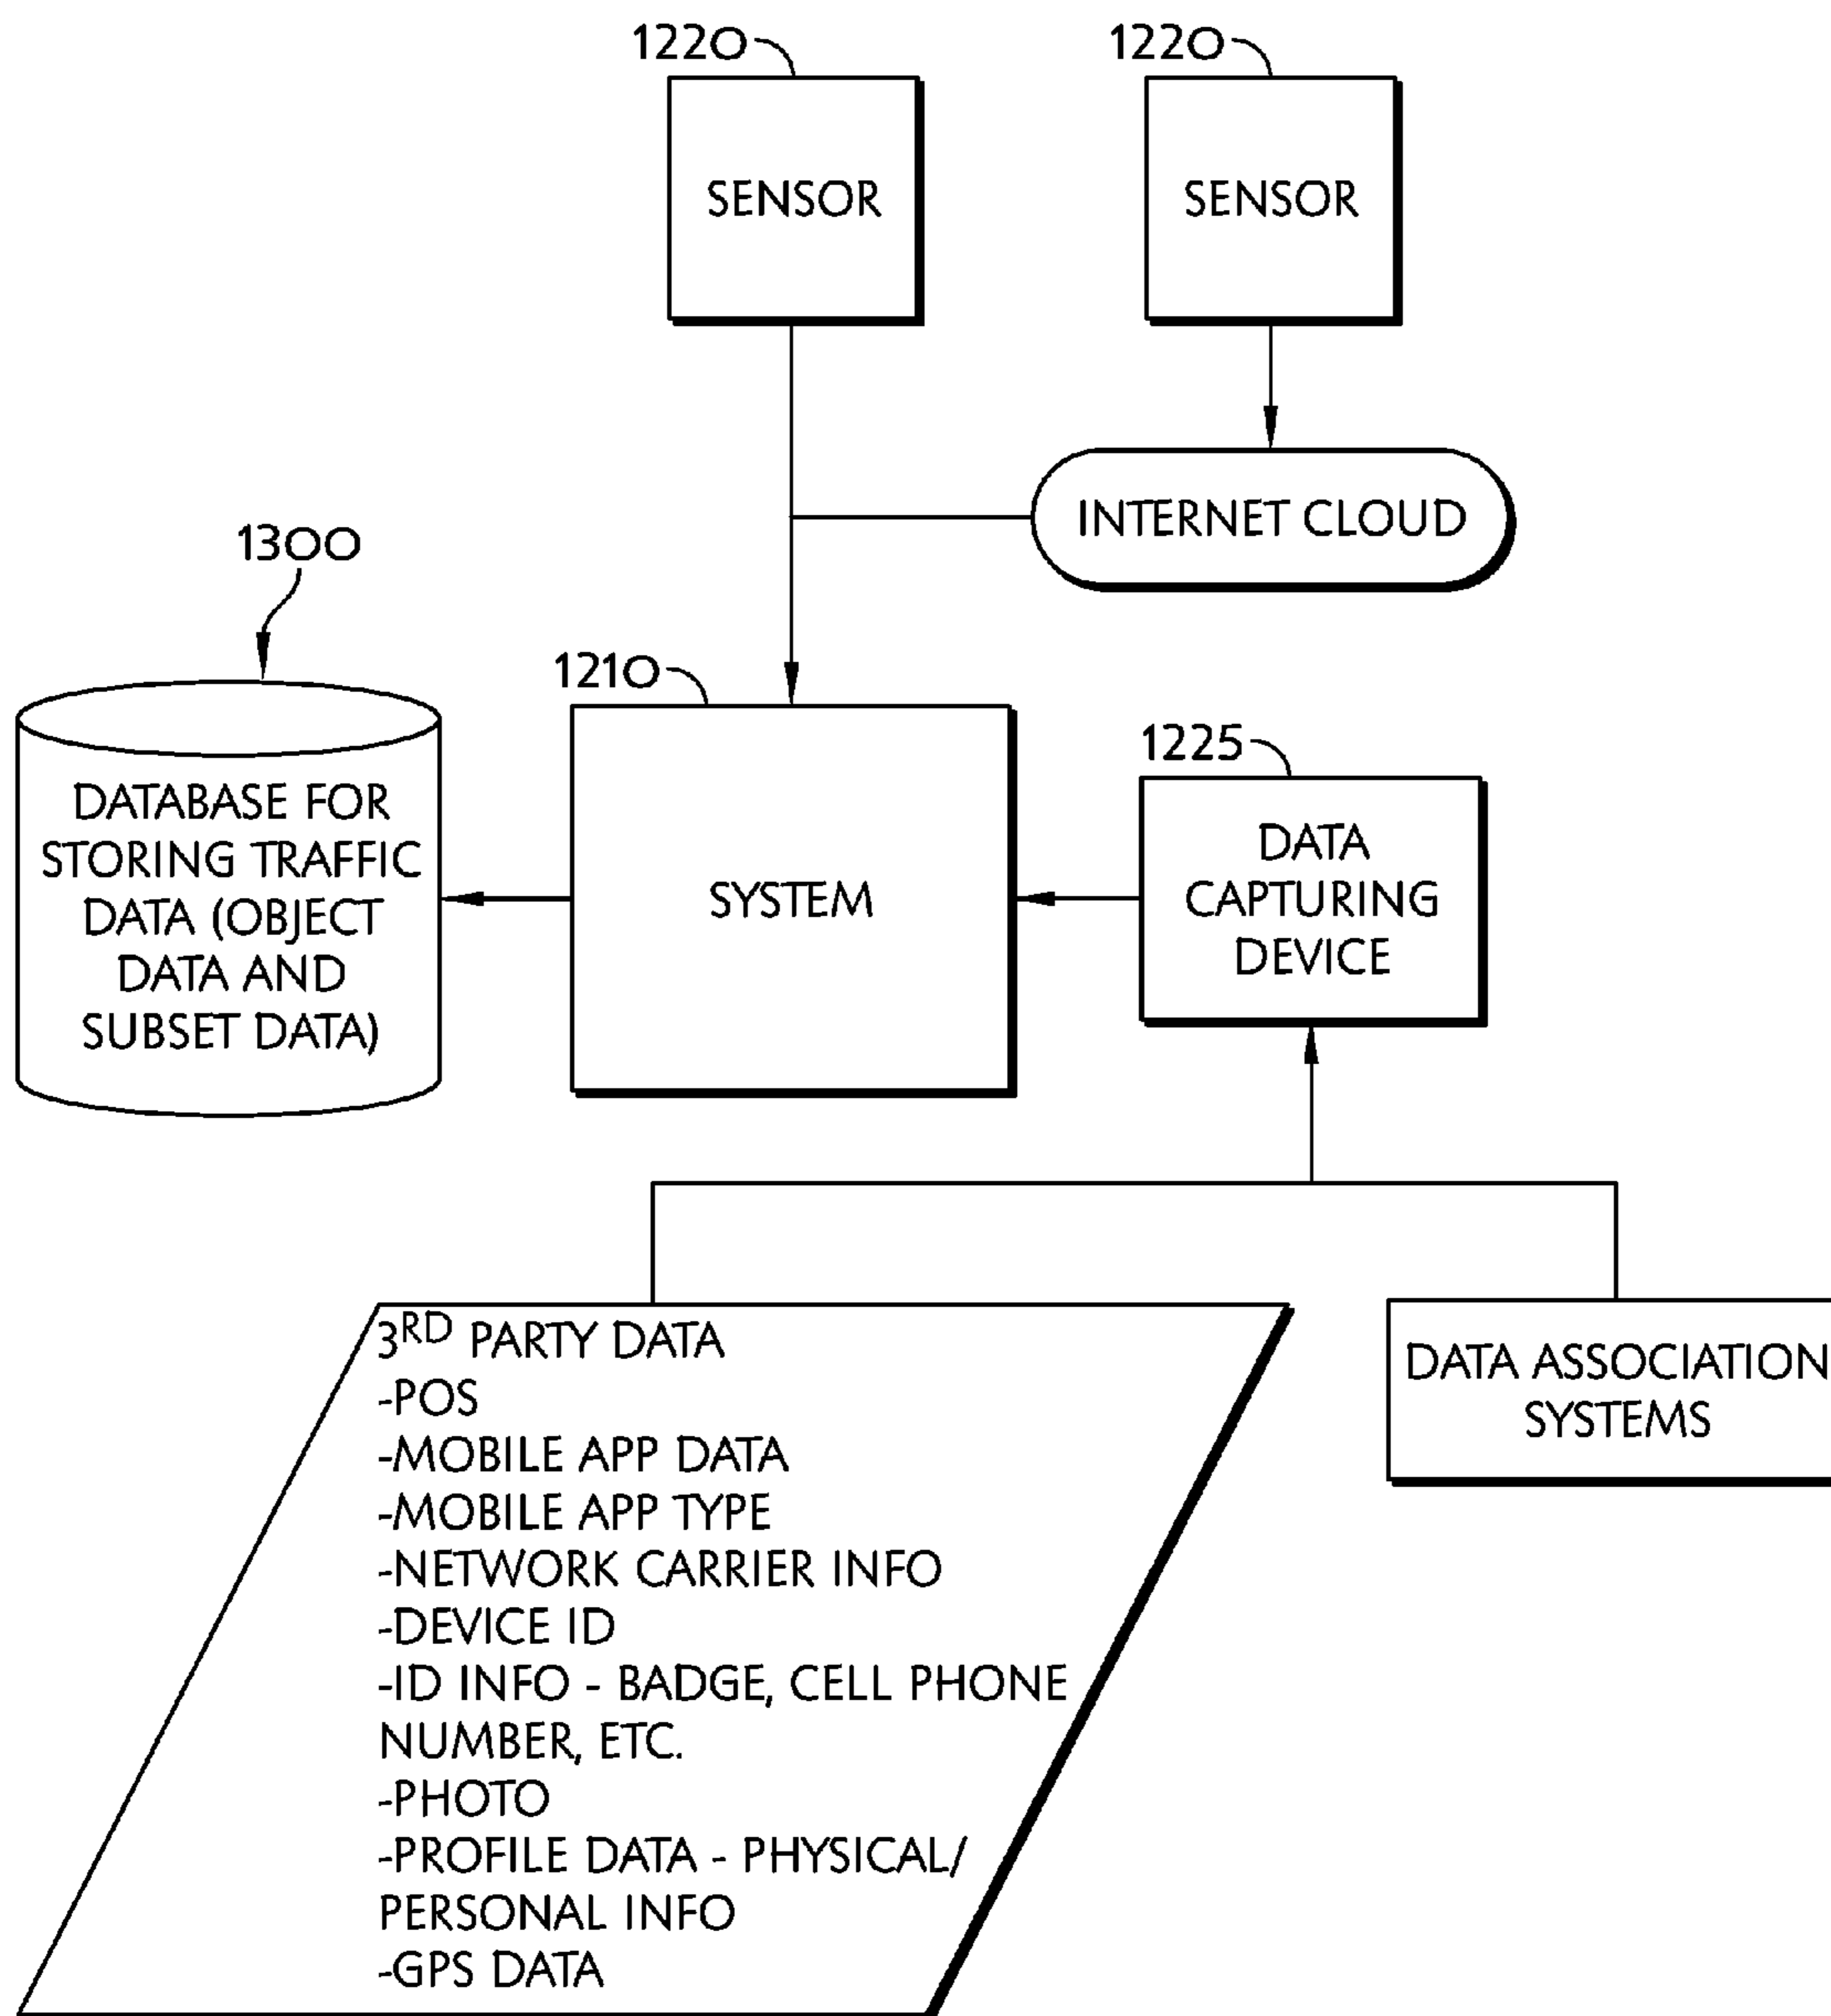 1220
1220
SENSOR
SENSOR
INTERNET CLOUD
1300
1210
1225
DATABASE FOR
STORING TRAFFIC
DATA (OBJECT
DATA AND
SUBSET DATA)
SYSTEM
DATA
CAPTURING
DEVICE
3RD PARTY DATA
-POS
-MOBILE APP DATA
-MOBILE APP TYPE
-NETWORK CARRIER INFO
-DEVICE ID
-ID INFO - BADGE, CELL PHONE
NUMBER, ETC.
-PHOTO
-PROFILE DATA - PHYSICAL/
PERSONAL INFO
-GPS DATA
DATA ASSOCIATION
SYSTEMS